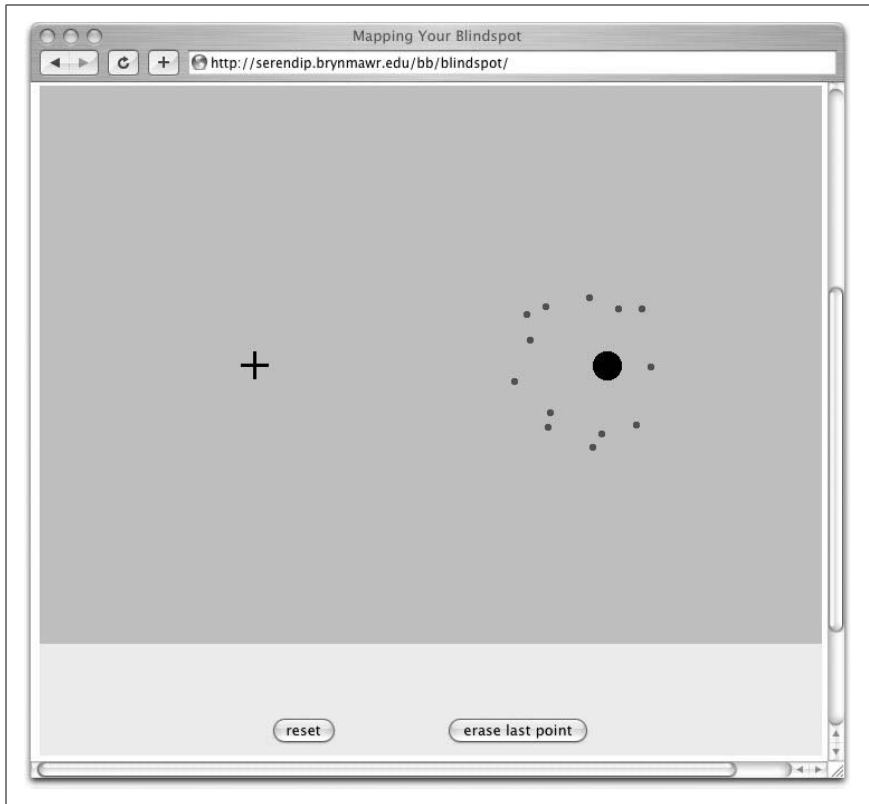 Mapping Your Blindspot
http://serendip.brynmawr.edu/bb/blindspot/
reset erase last point